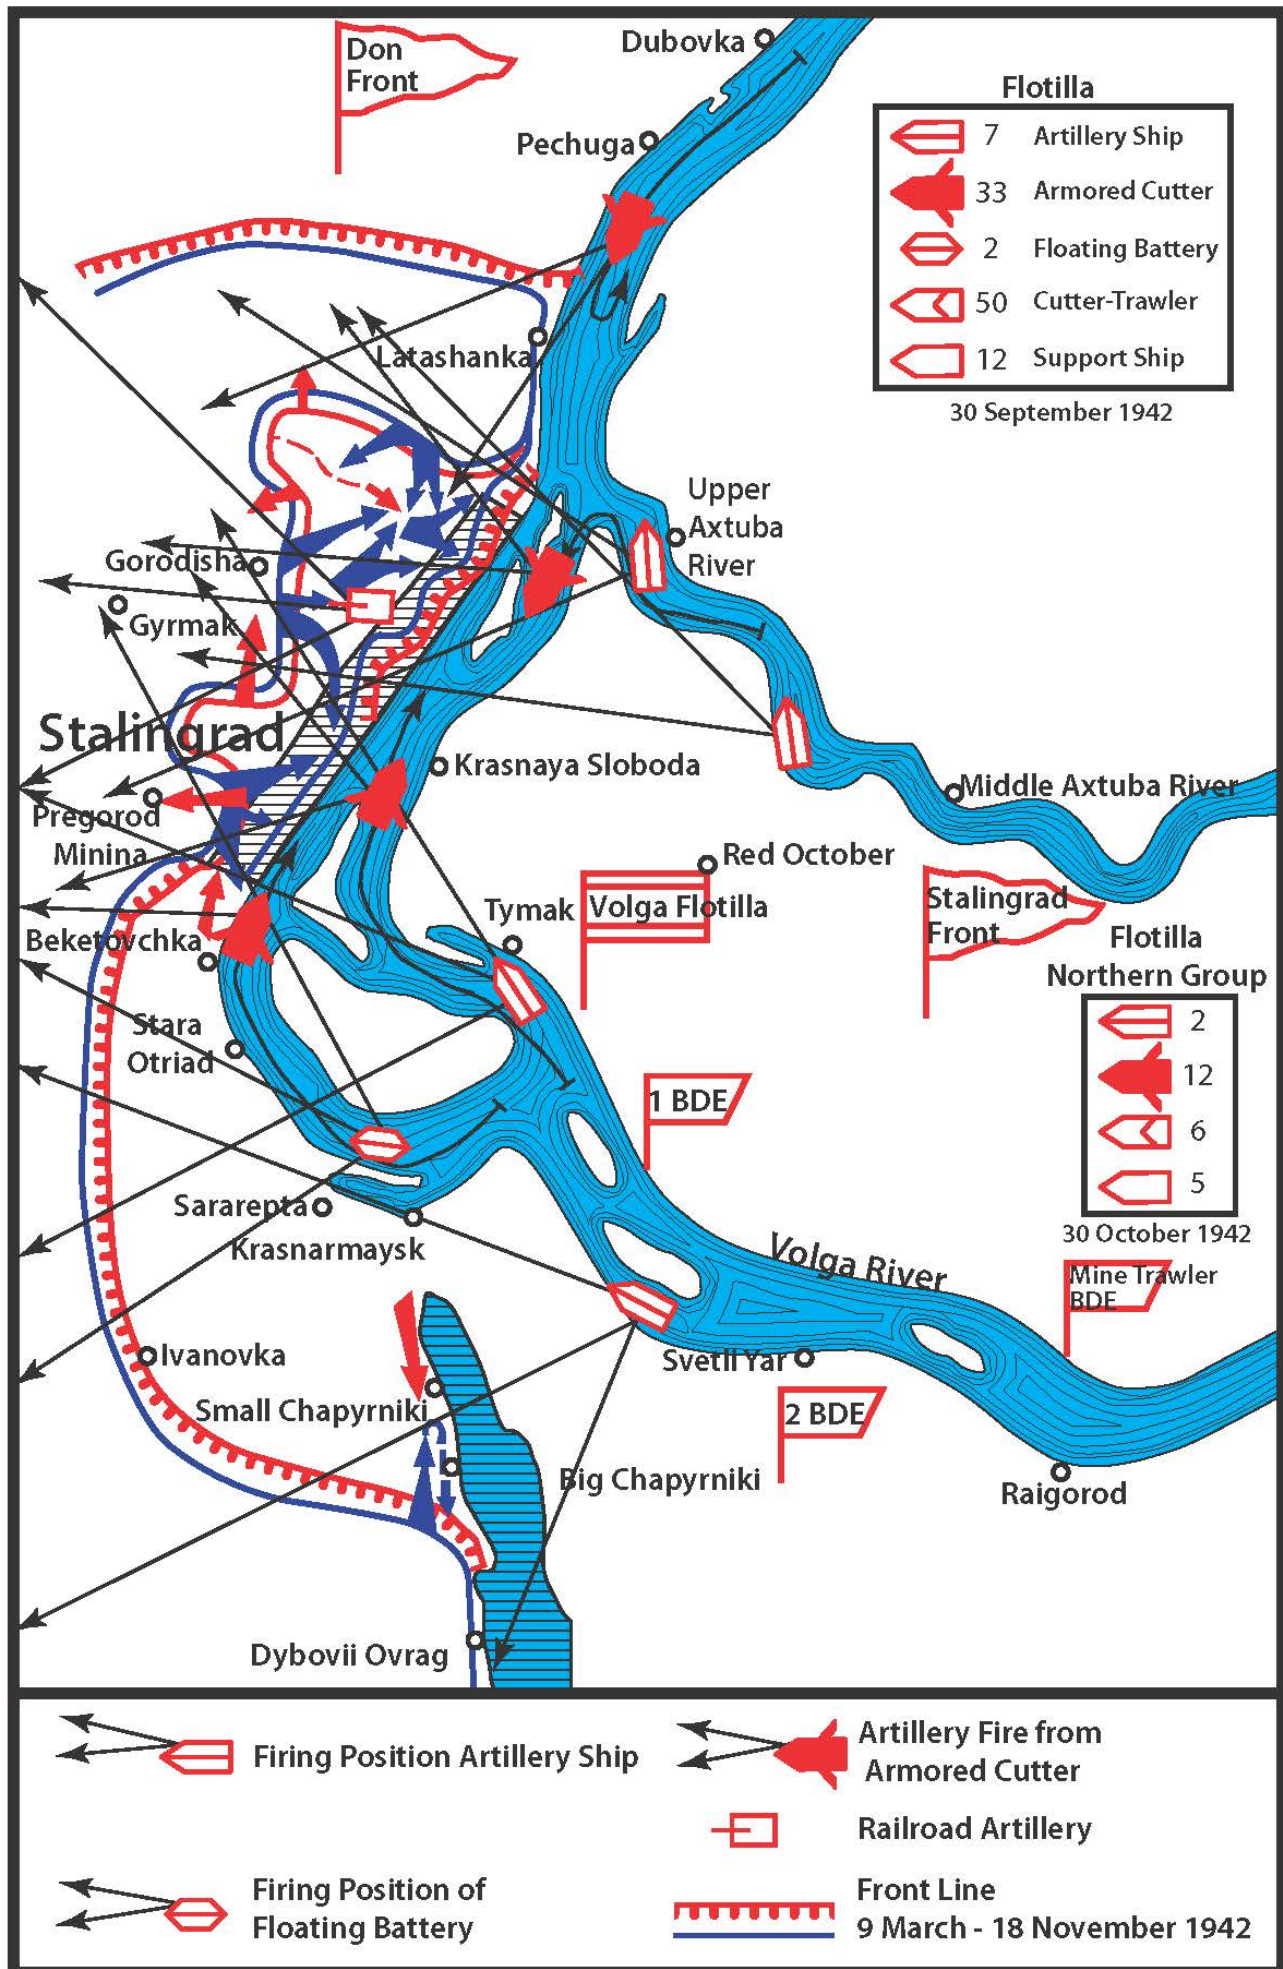 Don
Front
Dubovka
Pechuga
Flotilla
7 Artillery Ship
33 Armored Cutter
2 Floating Battery
50 Cutter-Trawler
12 Support Ship
30 September 1942
Latashanka
Upper
Axtuba
River
Gorodisha
Gyrmak
Stalingrad
Krasnaya Sloboda
Middle Axtuba River
Pregorod
Minina
Red October
Tymak
Volga Flotilla
Stalingrad
Front
Beketovchka
Flotilla
Northern Group
2
12
6
5
30 October 1942
Stara
Otriad
1 BDE
Sararepta
Krasnarmaysk
Volga River
Mine Trawler
BDE
Ivanovka
Svetli Yar
Small Chapyrniki
2 BDE
Big Chapyrniki
Raigorod
Dybovii Ovrag
Firing Position Artillery Ship
Artillery Fire from
Armored Cutter
Railroad Artillery
Firing Position of
Floating Battery
Front Line
9 March - 18 November 1942